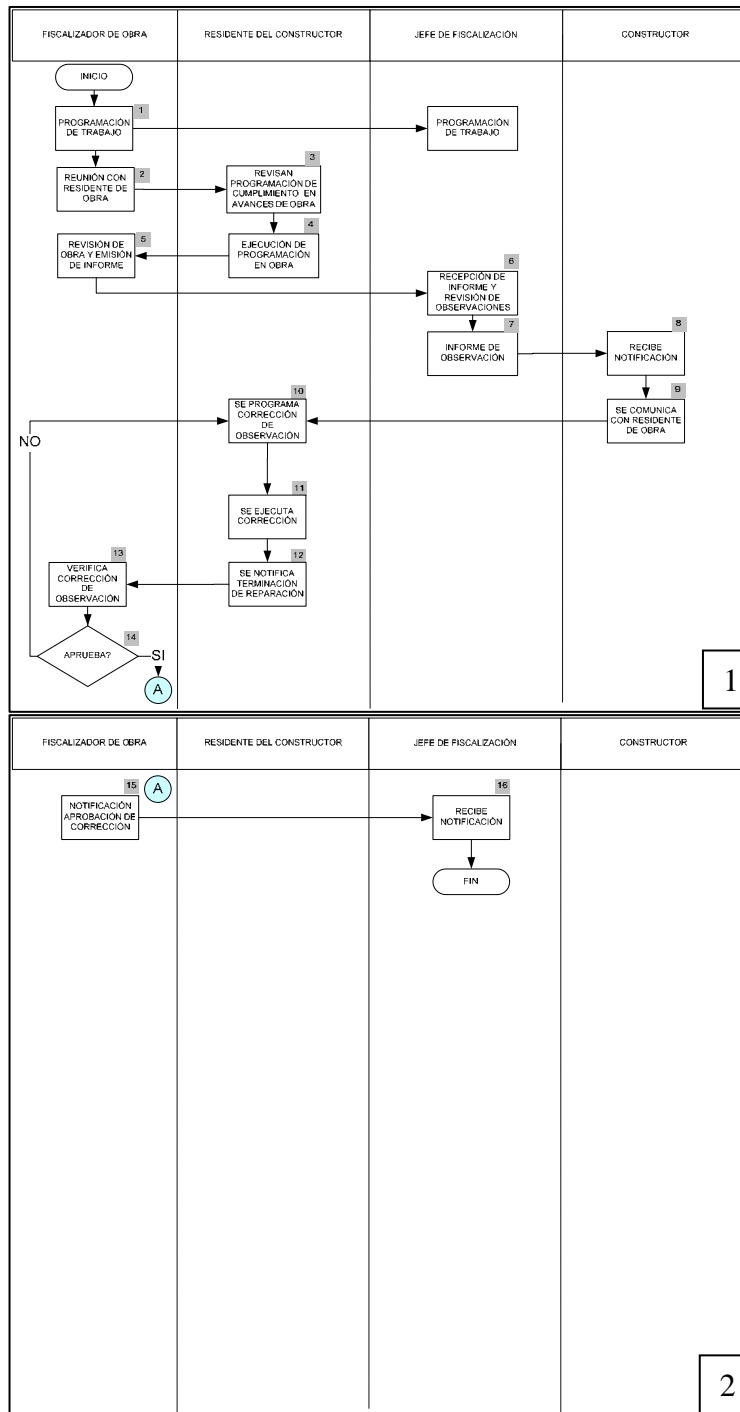 FISCALIZADOR DE OBRA
RESIDENTE DEL CONSTRUCTOR
JEFE DE FISCALIZACIÓN
CONSTRUCTOR
INICIO
1
PROGRAMACIÓN
DE TRABAJO
PROGRAMACIÓN
DE TRABAJO
2
REUNIÓN CON
RESIDENTE DE
OBRA
3
REVISAN
PROGRAMACIÓN DE
CUMPLIMIENTO EN
AVANCES DE OBRA
4
EJECUCIÓN DE
PROGRAMACIÓN
EN OBRA
5
REVISIÓN DE
OBRA Y EMISIÓN
DE INFORME
6
RECEPCIÓN DE
INFORME Y
REVISIÓN DE
OBSERVACIONES
7
INFORME DE
OBSERVACIÓN
8
RECIBE
NOTIFICACIÓN
9
SE COMUNICA
CON RESIDENTE
DE OBRA
10
SE PROGRAMA
CORRECCIÓN
DE
OBSERVACIÓN
NO
11
SE EJECUTA
CORRECCIÓN
12
SE NOTIFICA
TERMINACIÓN
DE REPARACIÓN
13
VERIFICA
CORRECCIÓN
DE
OBSERVACIÓN
14
APRUEBA?
SI
A
1
FISCALIZADOR DE OBRA
RESIDENTE DEL CONSTRUCTOR
JEFE DE FISCALIZACIÓN
CONSTRUCTOR
15
A
NOTIFICACIÓN
APROBACIÓN DE
CORRECCIÓN
16
RECIBE
NOTIFICACIÓN
FIN
2